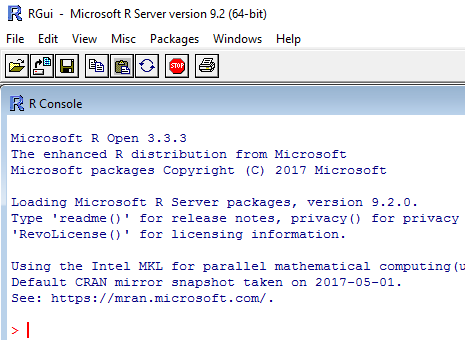 RGui - Microsoft R Server version 9.2 (64-bit)
File Edit View Misc Packages Windows Help
STOP
R Console
Microsoft R Open 3.3.3
The enhanced R distribution from Microsoft
Microsoft packages Copyright (C) 2017 Microsoft
Loading Microsoft R Server packages, version 9.2.0.
Type 'readme()' for release notes, privacy() for privacy
'RevoLicense()' for licensing information.
Using the Intel MKL for parallel mathematical computing(u
Default CRAN mirror snapshot taken on 2017-05-01.
See: https://mran.microsoft.com/.
>